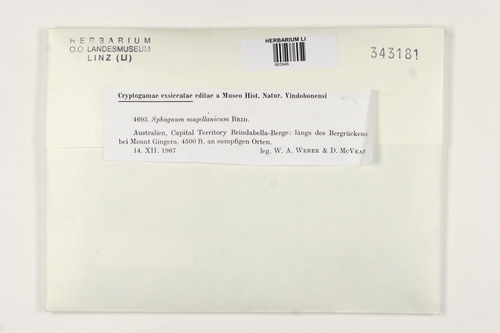 HERBARIUM
O.O LANDESMUSEUM
LINZ (LI)
HERBARIUM LI
343181
Cryptogamae exsiccatae editae a Museo Hist. Natur. Vindobonensi
4695. Sphagnum magellanicum BRID.
Australien, Capital Territory Brindabella-Berge: längs des Bergrückens
bei Mount Gingera, 4500 ft. an sumpfigen Orten.
14. XII. 1967 leg. W. A. WEBER & D. MCVEAN